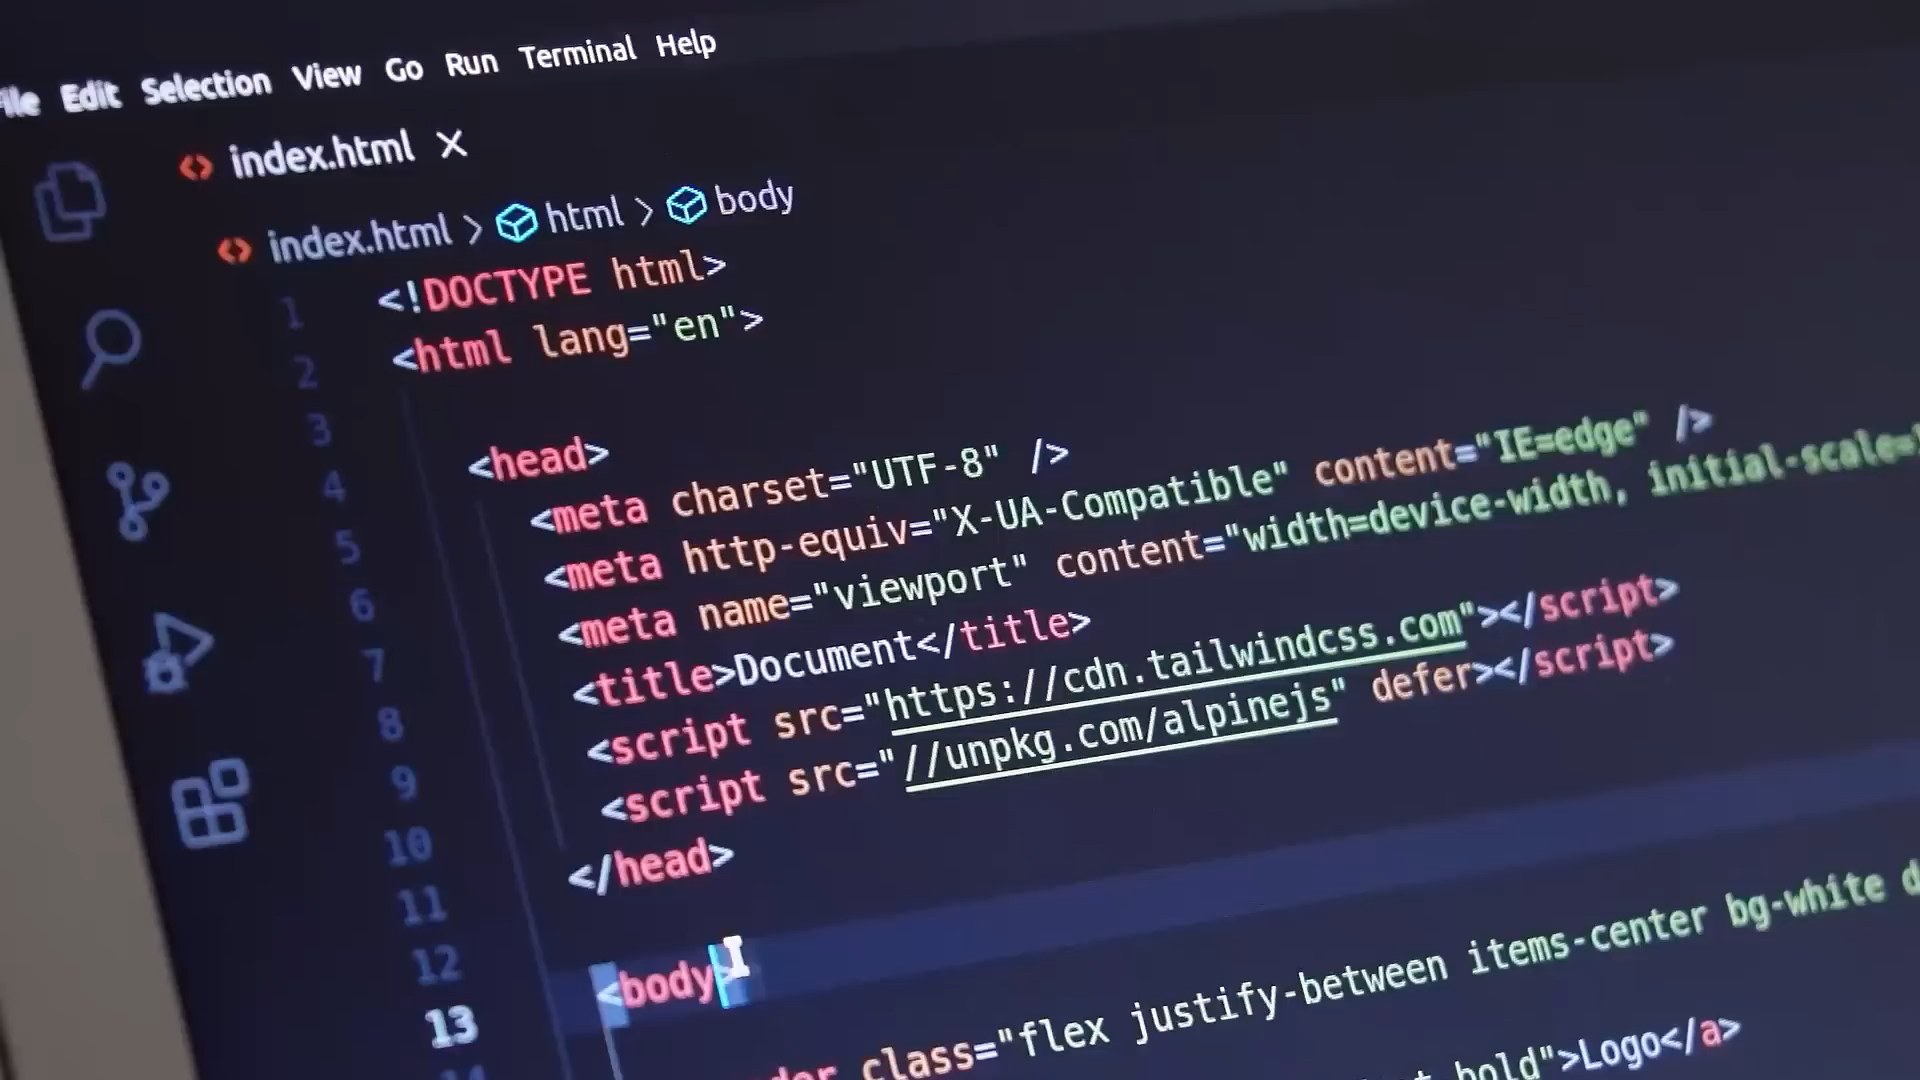 Edit Selection View Go Run Terminal Help
index.html
index.html > html > body
1 <!DOCTYPE html>
2 <html lang="en">
3
4 <head>
5 <meta charset="UTF-8" />
6 <meta http-equiv="X-UA-Compatible" content="IE=edge" />
7 <meta name="viewport" content="width=device-width, initial-scale=
8 <title>Document</title>
9 <script src="https://cdn.tailwindcss.com"></script>
10 <script src="//unpkg.com/alpinejs" defer></script>
11 </head>
12
13 <body>
14 class="flex justify-between items-center bg-white
bold">Logo</a>